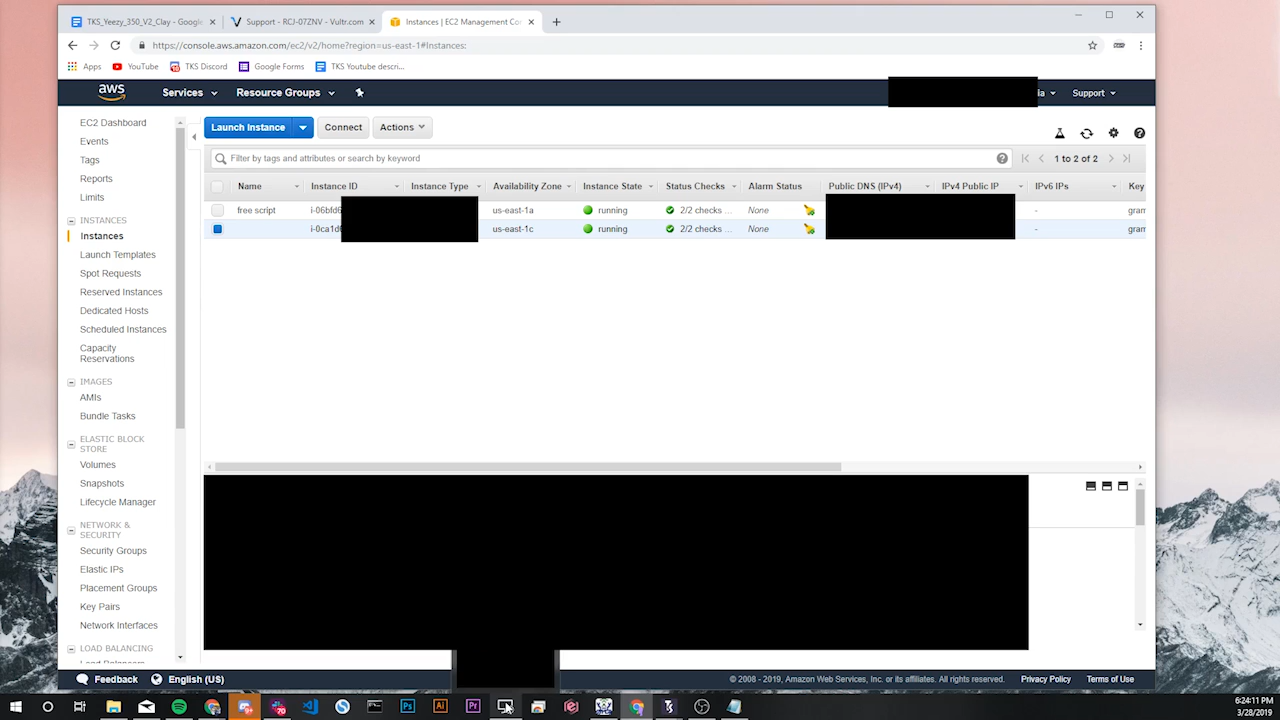 TKS_Yeezy_350_V2_Clay - Google
Support - RCJ-07ZNV - Vultr.com
Instances | EC2 Management Co
https://console.aws.amazon.com/ec2/v2/home?region=us-east-1#Instances:
Apps YouTube TKS Discord Google Forms TKS Youtube descri...
aws Services Resource Groups ia Support
EC2 Dashboard
Events
Tags
Reports
Limits
INSTANCES
Instances
Launch Templates
Spot Requests
Reserved Instances
Dedicated Hosts
Scheduled Instances
Capacity
Reservations
IMAGES
AMIs
Bundle Tasks
ELASTIC BLOCK
STORE
Volumes
Snapshots
Lifecycle Manager
NETWORK &
SECURITY
Security Groups
Elastic IPs
Placement Groups
Key Pairs
Network Interfaces
LOAD BALANCING
Load Balancers
Launch Instance Connect Actions
Filter by tags and attributes or search by keyword
1 to 2 of 2
Name Instance ID Instance Type Availability Zone Instance State Status Checks Alarm Status Public DNS (IPv4) IPv4 Public IP IPv6 IPs Key
free script i-06bfd6 us-east-1a running 2/2 checks ... None - gram
i-0ca1d6 us-east-1c running 2/2 checks ... None - gram
Feedback English (US) © 2008 - 2019, Amazon Web Services, Inc. or its affiliates. All rights reserved. Privacy Policy Terms of Use
6:24:11 PM
3/28/2019